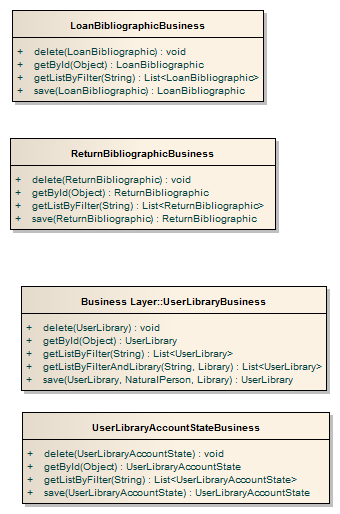 LoanBibliographicBusiness
+ delete(LoanBibliographic) : void
+ getById(Object) : LoanBibliographic
+ getListByFilter(String) : List<LoanBibliographic>
+ save(LoanBibliographic) : LoanBibliographic
ReturnBibliographicBusiness
+ delete(ReturnBibliographic) : void
+ getById(Object) : ReturnBibliographic
+ getListByFilter(String) : List<ReturnBibliographic>
+ save(ReturnBibliographic) : ReturnBibliographic
Business Layer::UserLibraryBusiness
+ delete(UserLibrary) : void
+ getById(Object) : UserLibrary
+ getListByFilter(String) : List<UserLibrary>
+ getListByFilterAndLibrary(String, Library) : List<UserLibrary>
+ save(UserLibrary, NaturalPerson, Library) : UserLibrary
UserLibraryAccountStateBusiness
+ delete(UserLibraryAccountState) : void
+ getById(Object) : UserLibraryAccountState
+ getListByFilter(String) : List<UserLibraryAccountState>
+ save(UserLibraryAccountState) : UserLibraryAccountState